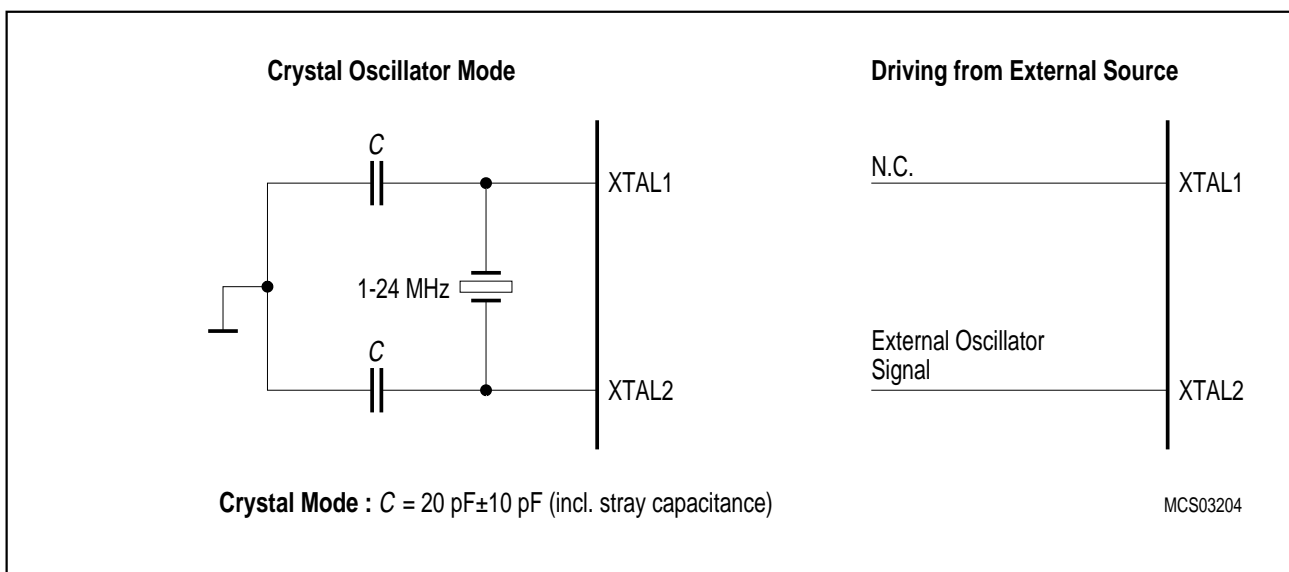 Crystal Oscillator Mode
Driving from External Source
C
XTAL1
1-24 MHz
C
XTAL2
N.C.
XTAL1
External Oscillator
Signal
XTAL2
Crystal Mode : C = 20 pF±10 pF (incl. stray capacitance)
MCS03204